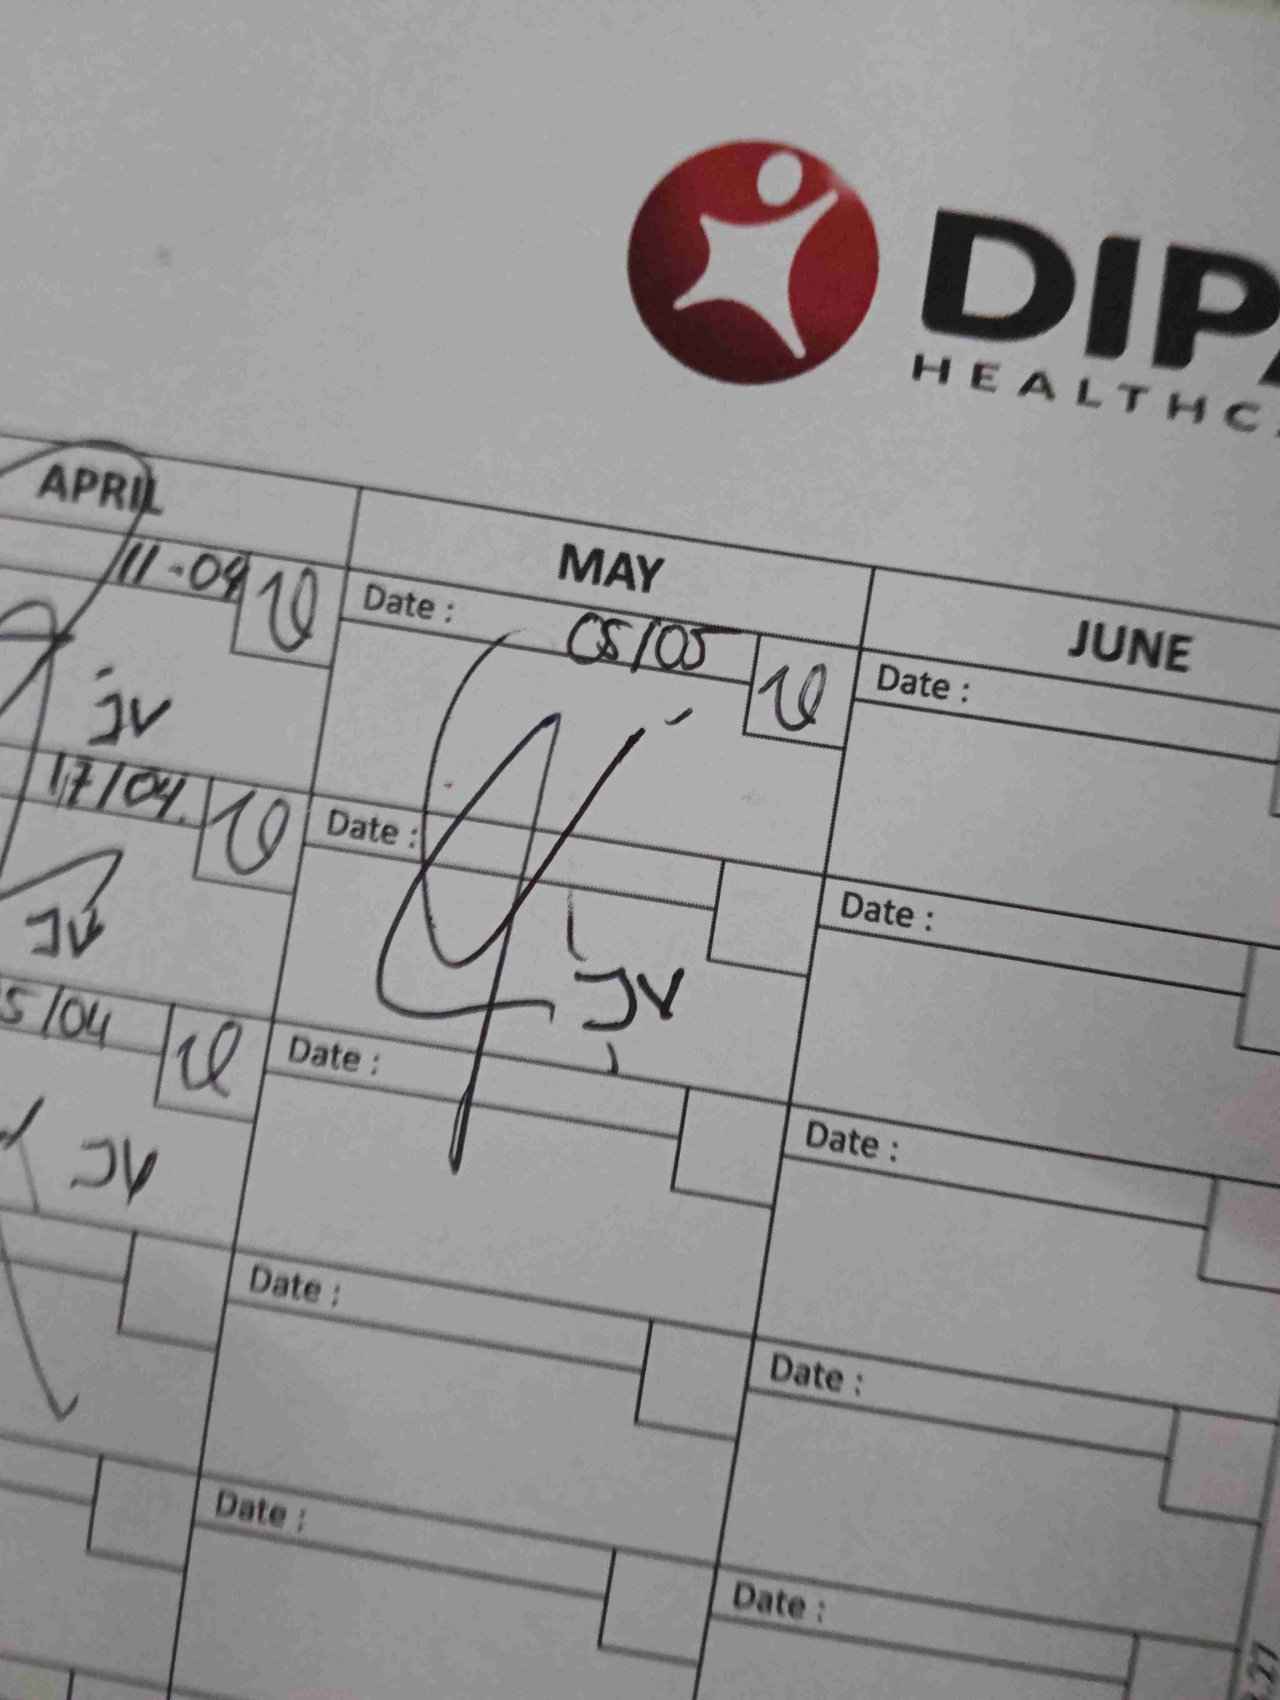 DIP
HEALTHC
APRIL
MAY
JUNE
11-04
Date : 05/05
Date :
JV
17/04
Date :
Date :
JV
JV
5/04
Date :
Date :
JV
Date :
Date :
Date :
Date :